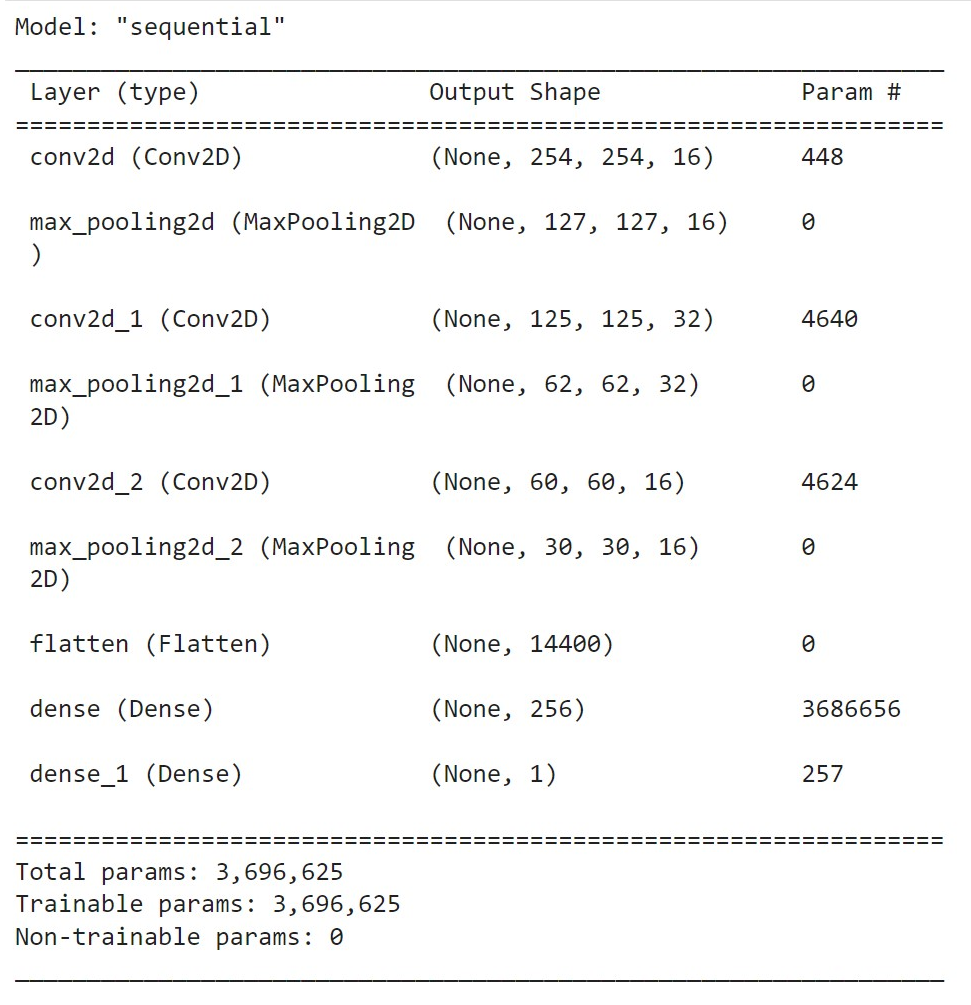 Model: "sequential"
Layer (type) Output Shape Param #
=================================================================
conv2d (Conv2D) (None, 254, 254, 16) 448
max_pooling2d (MaxPooling2D (None, 127, 127, 16) 0
)
conv2d_1 (Conv2D) (None, 125, 125, 32) 4640
max_pooling2d_1 (MaxPooling (None, 62, 62, 32) 0
2D)
conv2d_2 (Conv2D) (None, 60, 60, 16) 4624
max_pooling2d_2 (MaxPooling (None, 30, 30, 16) 0
2D)
flatten (Flatten) (None, 14400) 0
dense (Dense) (None, 256) 3686656
dense_1 (Dense) (None, 1) 257
=================================================================
Total params: 3,696,625
Trainable params: 3,696,625
Non-trainable params: 0